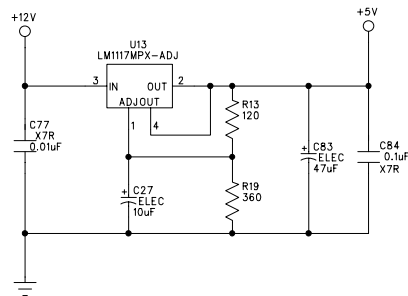 +12V
+5V
U13
LM1117MPX-ADJ
3 IN OUT 2
ADJOUT
1 4
R13
120
C77
X7R
0.01uF
C83
ELEC
47uF
C84
0.1uF
X7R
C27
ELEC
10uF
R19
360
+
+